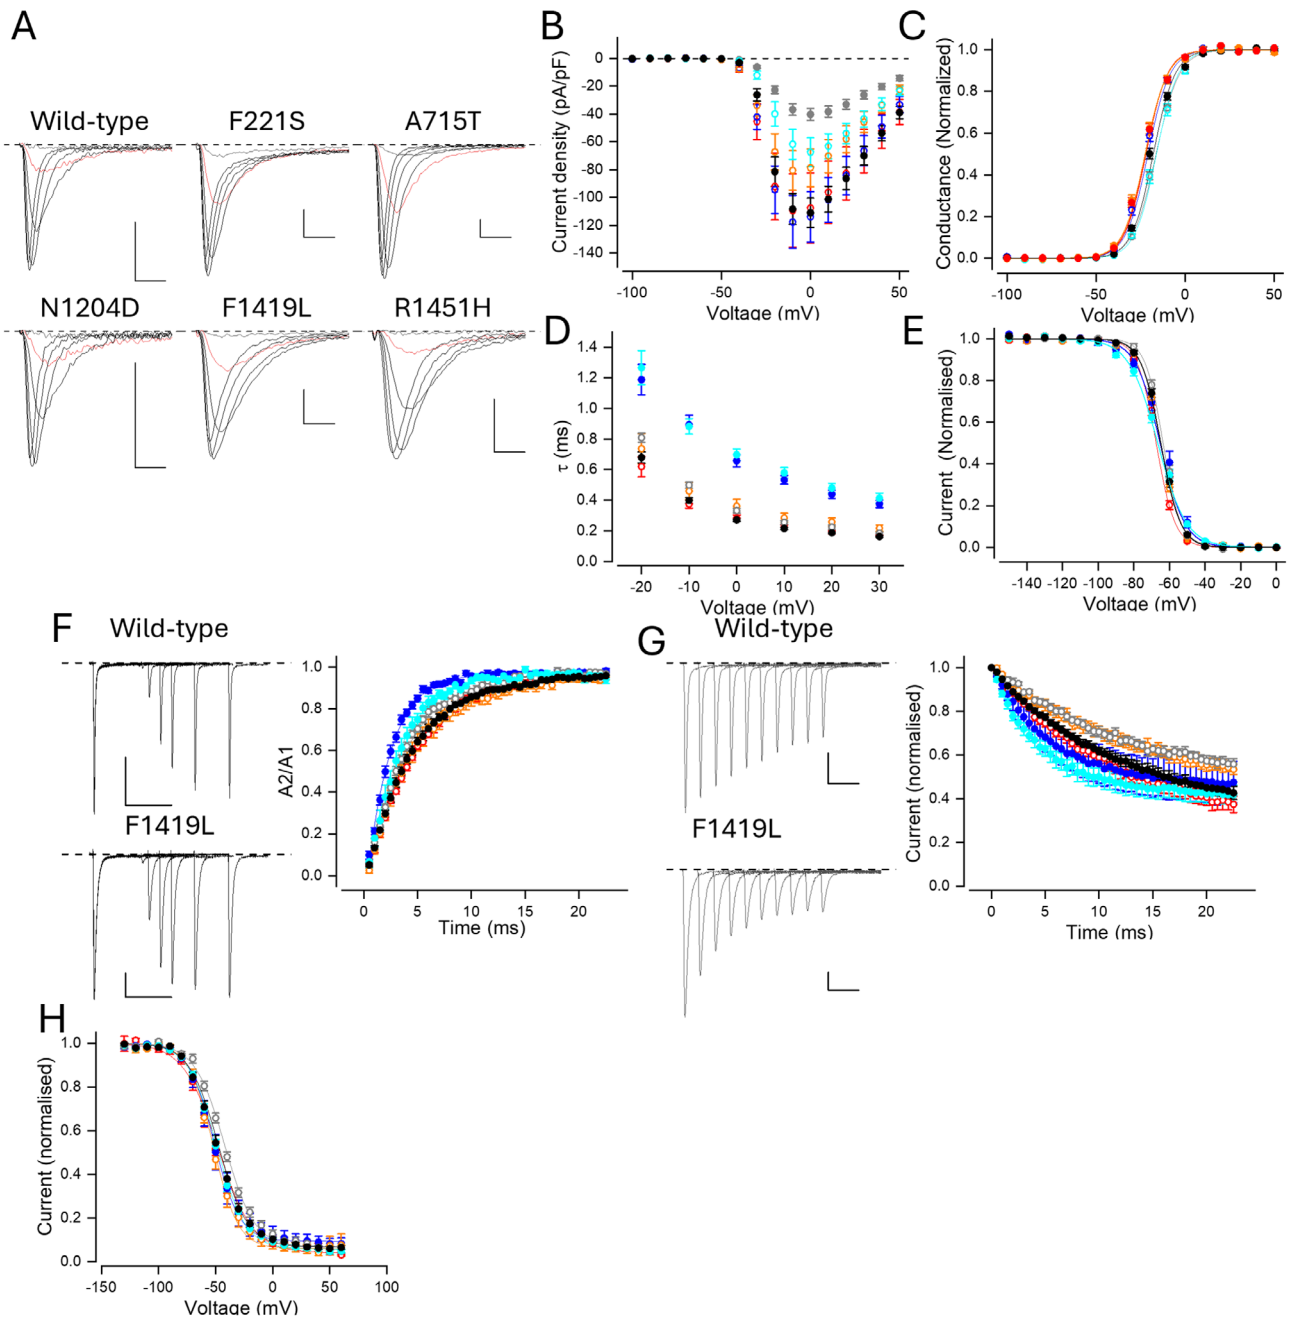 A
Wild-type
F221S
A715T
N1204D
F1419L
R1451H
B
0
-20
-40
-60
-80
-100
-120
-140
Current density (pA/pF)
-100
-50
0
50
Voltage (mV)
C
1.0
0.8
0.6
0.4
0.2
0.0
Conductance (Normalized)
-100
-50
0
50
Voltage (mV)
D
1.4
1.2
1.0
0.8
0.6
0.4
0.2
0.0
τ (ms)
-20
-10
0
10
20
30
Voltage (mV)
E
1.0
0.8
0.6
0.4
0.2
0.0
Current (Normalised)
-140
-120
-100
-80
-60
-40
-20
0
Voltage (mV)
F
Wild-type
F1419L
1.0
0.8
0.6
0.4
0.2
0.0
A2/A1
0
5
10
15
20
Time (ms)
G
Wild-type
F1419L
1.0
0.8
0.6
0.4
0.2
0.0
Current (normalised)
0
5
10
15
20
Time (ms)
H
1.0
0.8
0.6
0.4
0.2
0.0
Current (normalised)
-150
-100
-50
0
50
100
Voltage (mV)